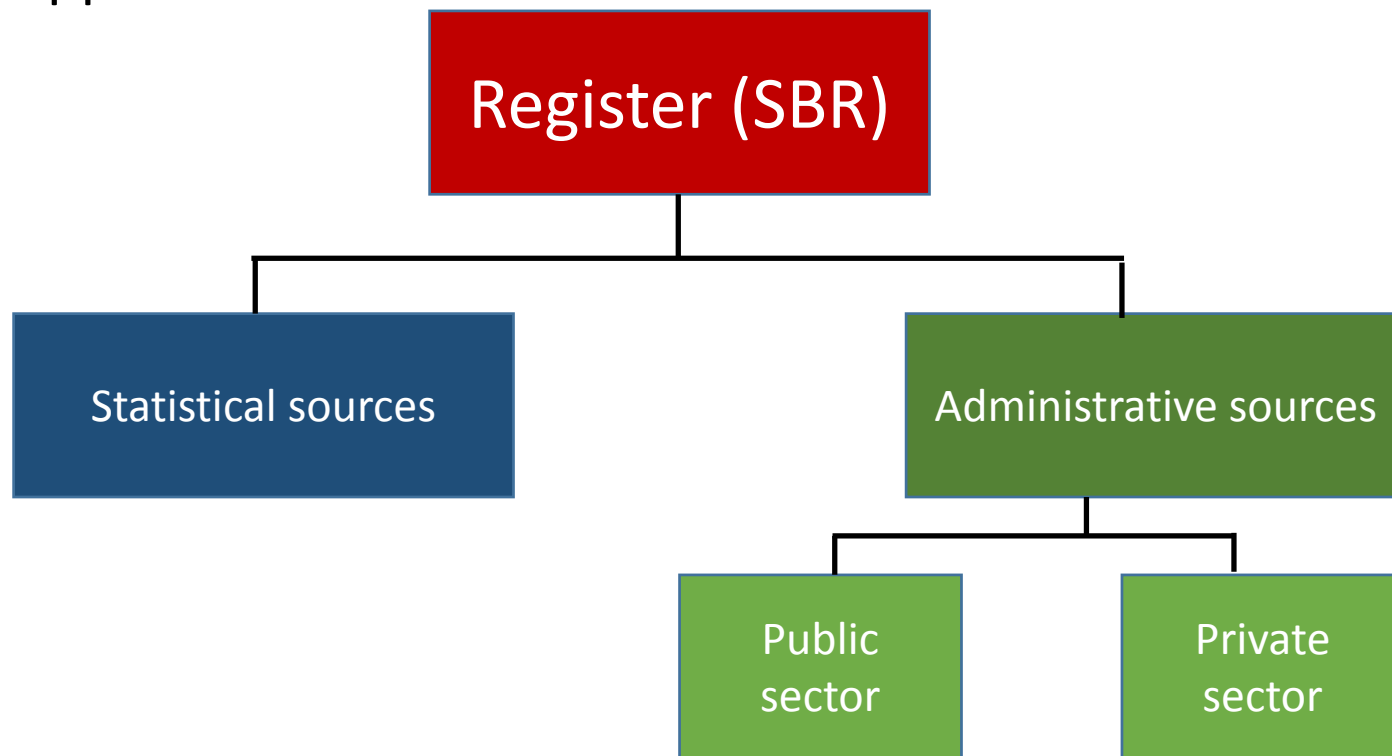 Register (SBR)
Statistical sources
Administrative sources
Public
sector
Private
sector